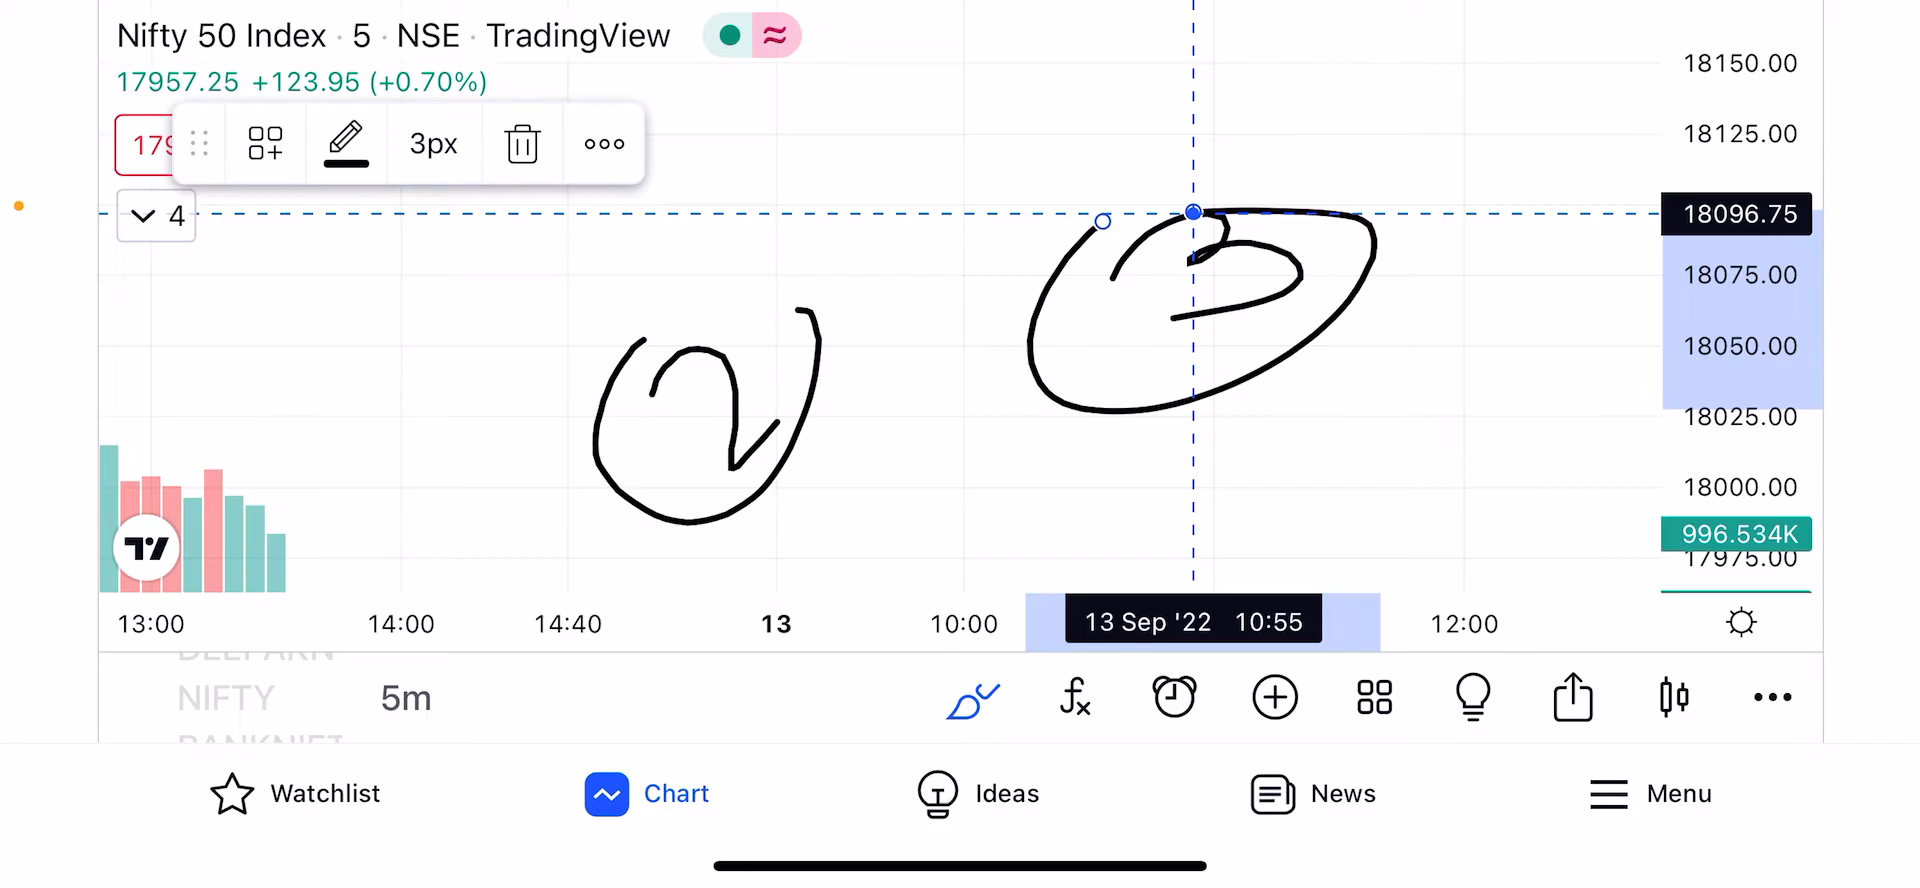 Nifty 50 Index · 5 · NSE · TradingView
17957.25 +123.95 (+0.70%)
179
3px
4
18150.00
18125.00
18096.75
18075.00
18050.00
18025.00
18000.00
996.534K
17975.00
2
3
13:00 14:00 14:40 13 10:00 13 Sep '22 10:55 12:00
NIFTY 5m
BANKNIFT
Watchlist Chart Ideas News Menu